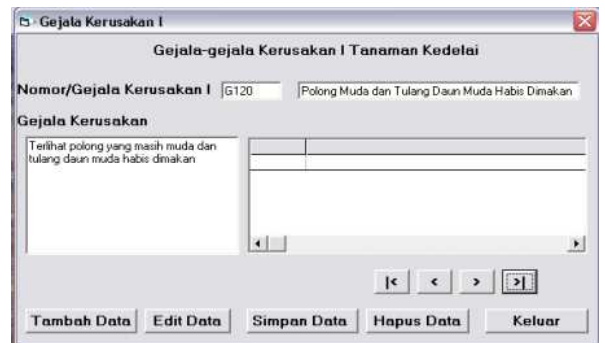 Gejala Kerusakan I
Gejala-gejala Kerusakan I Tanaman Kedelai
Nomor/Gejala Kerusakan I G120 Polong Muda dan Tulang Daun Muda Habis Dimakan
Gejala Kerusakan
Terlihat polong yang masih muda dan
tulang daun muda habis dimakan
|< < > >|
Tambah Data Edit Data Simpan Data Hapus Data Keluar